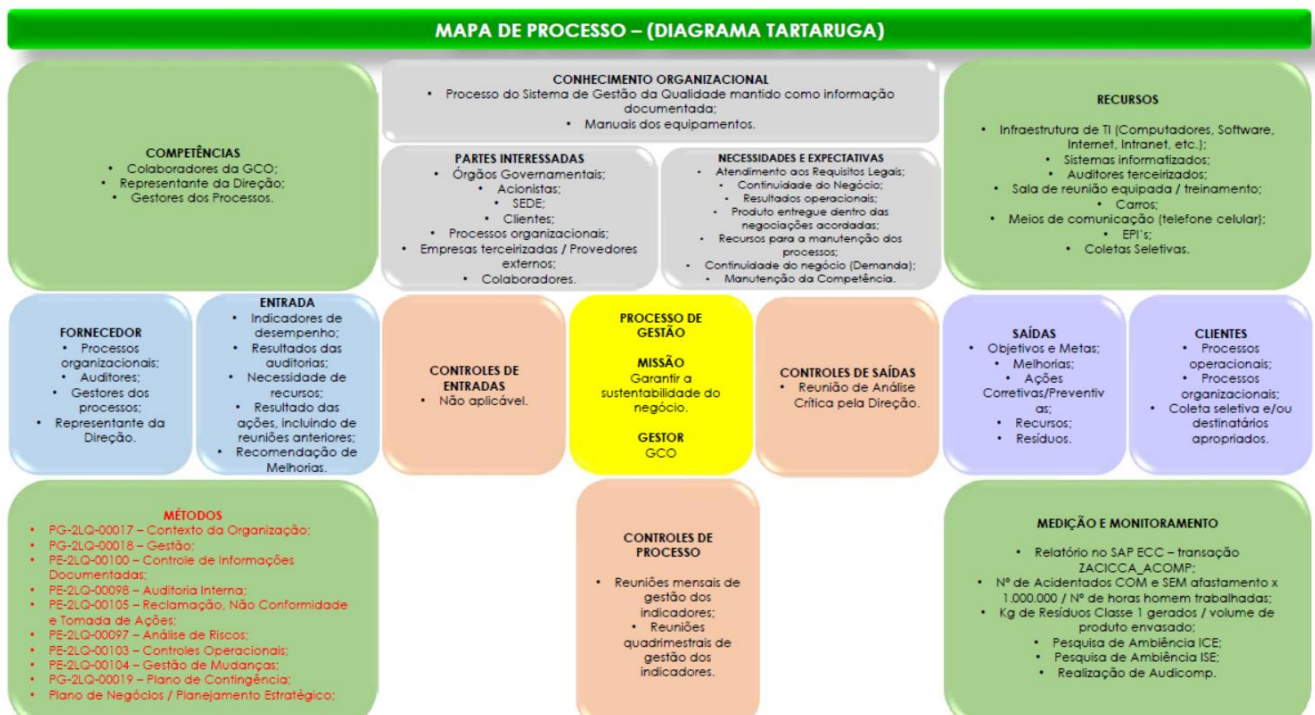 MAPA DE PROCESSO – (DIAGRAMA TARTARUGA)
COMPETÊNCIAS
• Colaboradores da GCO;
• Representante da Direção;
• Gestores dos Processos.
CONHECIMENTO ORGANIZACIONAL
• Processo do Sistema de Gestão da Qualidade mantido como informação
documentada;
• Manuais dos equipamentos.
PARTES INTERESSADAS
• Órgãos Governamentais;
• Acionistas;
• SEDE;
• Clientes;
• Processos organizacionais;
• Empresas terceirizadas / Provedores
externos;
• Colaboradores.
NECESSIDADES E EXPECTATIVAS
• Atendimento aos Requisitos Legais;
• Continuidade do Negócio;
• Resultados operacionais;
• Produto entregue dentro das
negociações acordadas;
• Recursos para a manutenção dos
processos;
• Continuidade do negócio (Demanda);
• Manutenção da Competência.
RECURSOS
• Infraestrutura de TI (Computadores, Software,
Internet, Intranet, etc.);
• Sistemas informatizados;
• Auditores terceirizados;
• Sala de reunião equipada / treinamento;
• Carros;
• Meios de comunicação (telefone celular);
• EPI´s;
• Coletas Seletivas.
FORNECEDOR
• Processos
organizacionais;
• Auditores;
• Gestores dos
processos;
• Representante da
Direção.
ENTRADA
• Indicadores de
desempenho;
• Resultados das
auditorias;
• Necessidade de
recursos;
• Resultado das
ações, incluindo de
reuniões anteriores;
• Recomendação de
Melhorias.
CONTROLES DE
ENTRADAS
• Não aplicável.
PROCESSO DE
GESTÃO
MISSÃO
Garantir a
sustentabilidade do
negócio.
GESTOR
GCO
CONTROLES DE SAÍDAS
• Reunião de Análise
Crítica pela Direção.
SAÍDAS
• Objetivos e Metas;
• Melhorias;
• Ações
Corretivas/Preventiv
as;
• Recursos;
• Resíduos.
CLIENTES
• Processos
operacionais;
• Processos
organizacionais;
• Coleta seletiva e/ou
destinatários
apropriados.
MÉTODOS
• PG-2LQ-00017 – Contexto da Organização;
• PG-2LQ-00018 – Gestão;
• PE-2LQ-00100 – Controle de Informações
Documentadas;
• PE-2LQ-00098 – Auditoria Interna;
• PE-2LQ-00105 – Reclamação, Não Conformidade
e Tomada de Ações;
• PE-2LQ-00097 – Análise de Riscos;
• PE-2LQ-00103 – Controles Operacionais;
• PE-2LQ-00104 – Gestão de Mudanças;
• PG-2LQ-00019 – Plano de Contingência;
• Plano de Negócios / Planejamento Estratégico;
CONTROLES DE
PROCESSO
• Reuniões mensais de
gestão dos
indicadores;
• Reuniões
quadrimestrais de
gestão dos
indicadores.
MEDIÇÃO E MONITORAMENTO
• Relatório no SAP ECC – transação
ZACICCA_ACOMP;
• Nº de Acidentados COM e SEM afastamento x
1.000.000 / Nº de horas homem trabalhadas;
• Kg de Resíduos Classe 1 gerados / volume de
produto envasado;
• Pesquisa de Ambiência ICE;
• Pesquisa de Ambiência ISE;
• Realização de Audicomp.